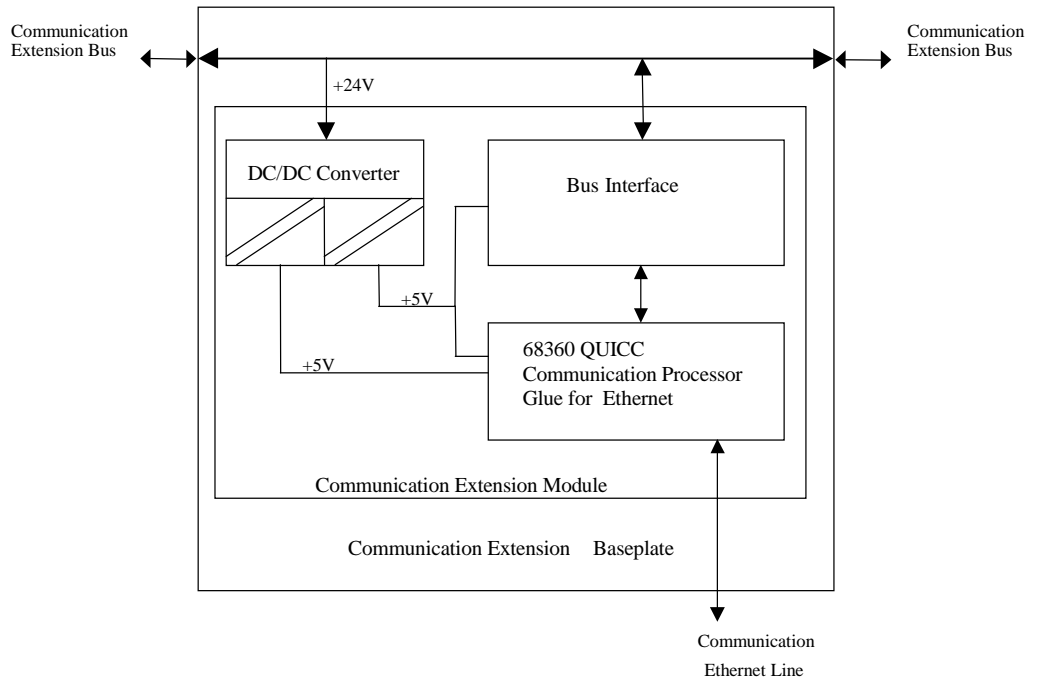 Communication
Extension Bus
Communication
Extension Bus
+24V
DC/DC Converter
Bus Interface
+5V
+5V
68360 QUICC
Communication Processor
Glue for Ethernet
Communication Extension Module
Communication Extension Baseplate
Communication
Ethernet Line